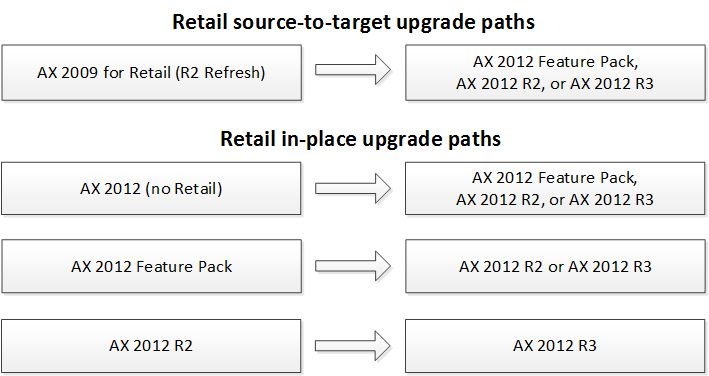 Retail source-to-target upgrade paths
AX 2009 for Retail (R2 Refresh)
AX 2012 Feature Pack,
AX 2012 R2, or AX 2012 R3
Retail in-place upgrade paths
AX 2012 (no Retail)
AX 2012 Feature Pack,
AX 2012 R2, or AX 2012 R3
AX 2012 Feature Pack
AX 2012 R2 or AX 2012 R3
AX 2012 R2
AX 2012 R3